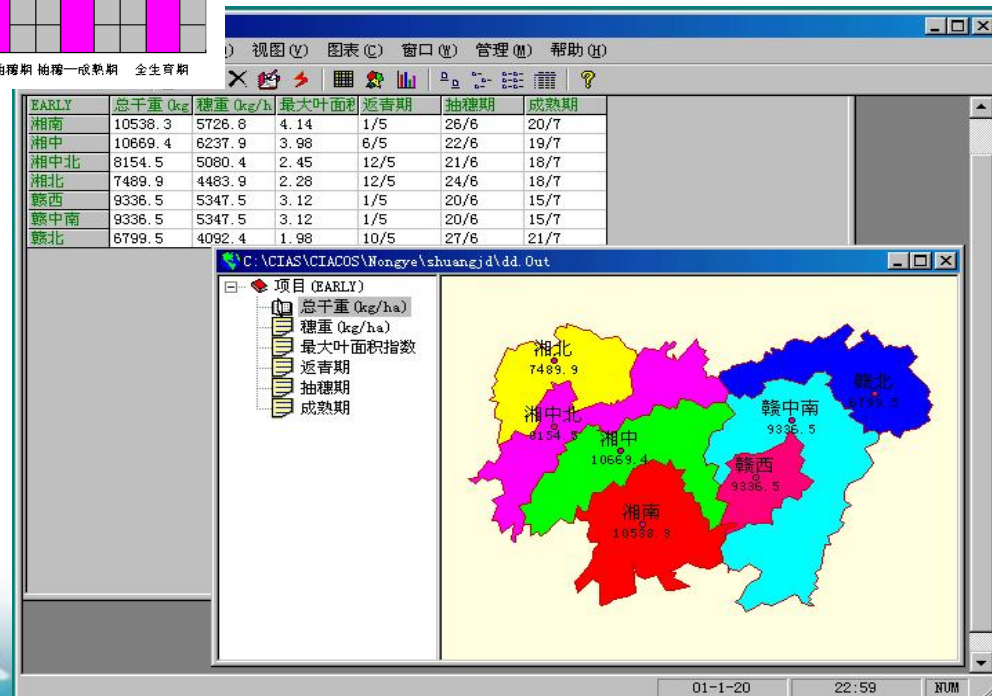 抽穗期 抽穗—成熟期 全生育期
视图(V) 图表(C) 窗口(W) 管理(M) 帮助(H)
EARLY 总干重(kg 穗重(kg/h 最大叶面积 返青期 抽穗期 成熟期
湘南 10538.3 5726.8 4.14 1/5 26/6 20/7
湘中 10669.4 6237.9 3.98 6/5 22/6 19/7
湘中北 8154.5 5080.4 2.45 12/5 21/6 18/7
湘北 7489.9 4483.9 2.28 12/5 24/6 18/7
赣西 9336.5 5347.5 3.12 1/5 20/6 15/7
赣中南 9336.5 5347.5 3.12 1/5 20/6 15/7
赣北 6799.5 4092.4 1.98 10/5 27/6 21/7
C:\CIAS\CIACOS\Nongye\shuangjd\dd.Out
项目(EARLY)
总干重(kg/ha)
穗重(kg/ha)
最大叶面积指数
返青期
抽穗期
成熟期
湘北
7489.9
赣北
6799.5
湘中北
8154.5
赣中南
9336.5
湘中
10669.4
赣西
9336.5
湘南
10538.3
01-1-20 22:59 NUM